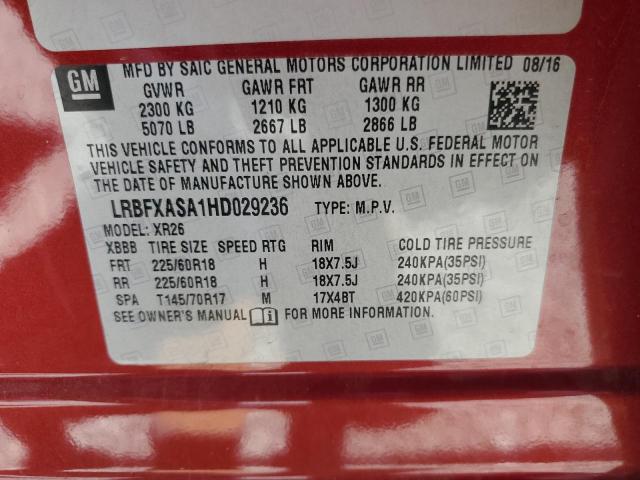 GM MFD BY SAIC GENERAL MOTORS CORPORATION LIMITED 08/16
GVWR GAWR FRT GAWR RR
2300 KG 1210 KG 1300 KG
5070 LB 2667 LB 2866 LB
THIS VEHICLE CONFORMS TO ALL APPLICABLE U.S. FEDERAL MOTOR
VEHICLE SAFETY AND THEFT PREVENTION STANDARDS IN EFFECT ON
THE DATE OF MANUFACTURE SHOWN ABOVE.
LRBFXASA1HD029236 TYPE: M.P.V.
MODEL: XR26
XBBB TIRE SIZE SPEED RTG RIM COLD TIRE PRESSURE
FRT 225/60R18 H 18X7.5J 240KPA(35PSI)
RR 225/60R18 H 18X7.5J 240KPA(35PSI)
SPA T145/70R17 M 17X4BT 420KPA(60PSI)
SEE OWNER'S MANUAL FOR MORE INFORMATION.